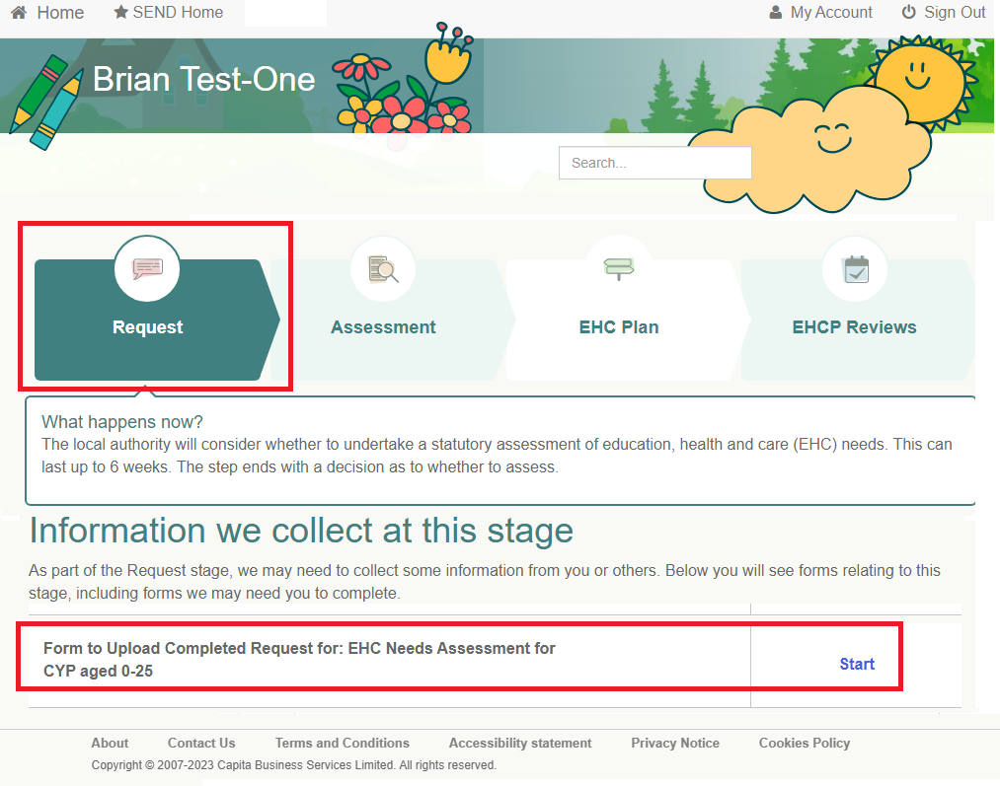 Home SEND Home My Account Sign Out
Brian Test-One
Search...
Request Assessment EHC Plan EHCP Reviews
What happens now?
The local authority will consider whether to undertake a statutory assessment of education, health and care (EHC) needs. This can
last up to 6 weeks. The step ends with a decision as to whether to assess.
Information we collect at this stage
As part of the Request stage, we may need to collect some information from you or others. Below you will see forms relating to this
stage, including forms we may need you to complete.
Form to Upload Completed Request for: EHC Needs Assessment for
CYP aged 0-25
Start
About Contact Us Terms and Conditions Accessibility statement Privacy Notice Cookies Policy
Copyright © 2007-2023 Capita Business Services Limited. All rights reserved.